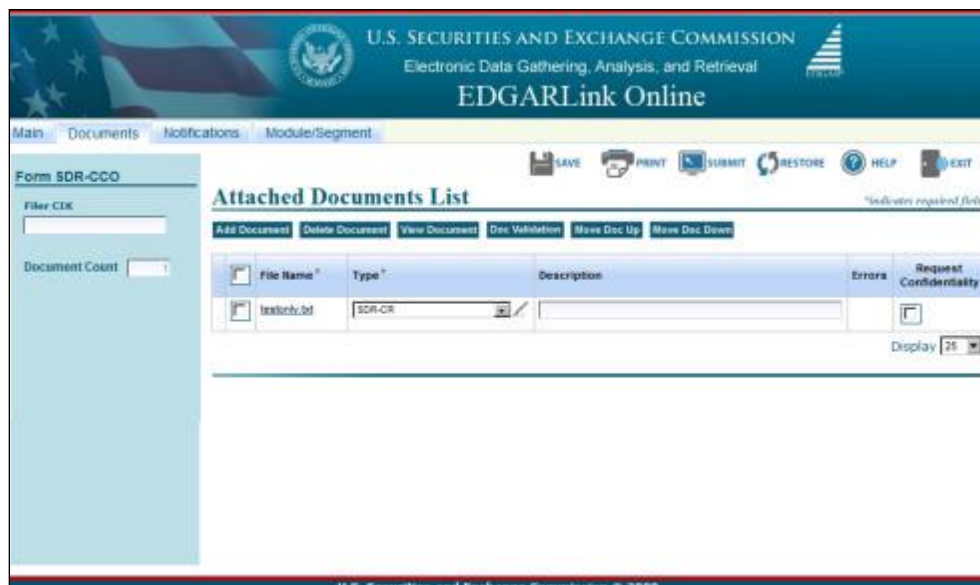 U.S. SECURITIES AND EXCHANGE COMMISSION
Electronic Data Gathering, Analysis, and Retrieval
EDGARLink Online
EDGAR
Main Documents Notifications Module/Segment
SAVE PRINT SUBMIT RESTORE HELP EXIT
Form SDR-CCO
Filer CIK
Document Count 1
Attached Documents List
*indicates required field
Add Document Delete Document View Document Doc Validation Move Doc Up Move Doc Down
File Name* Type* Description Errors Request Confidentiality
testonly.txt SDR-CR
Display 25